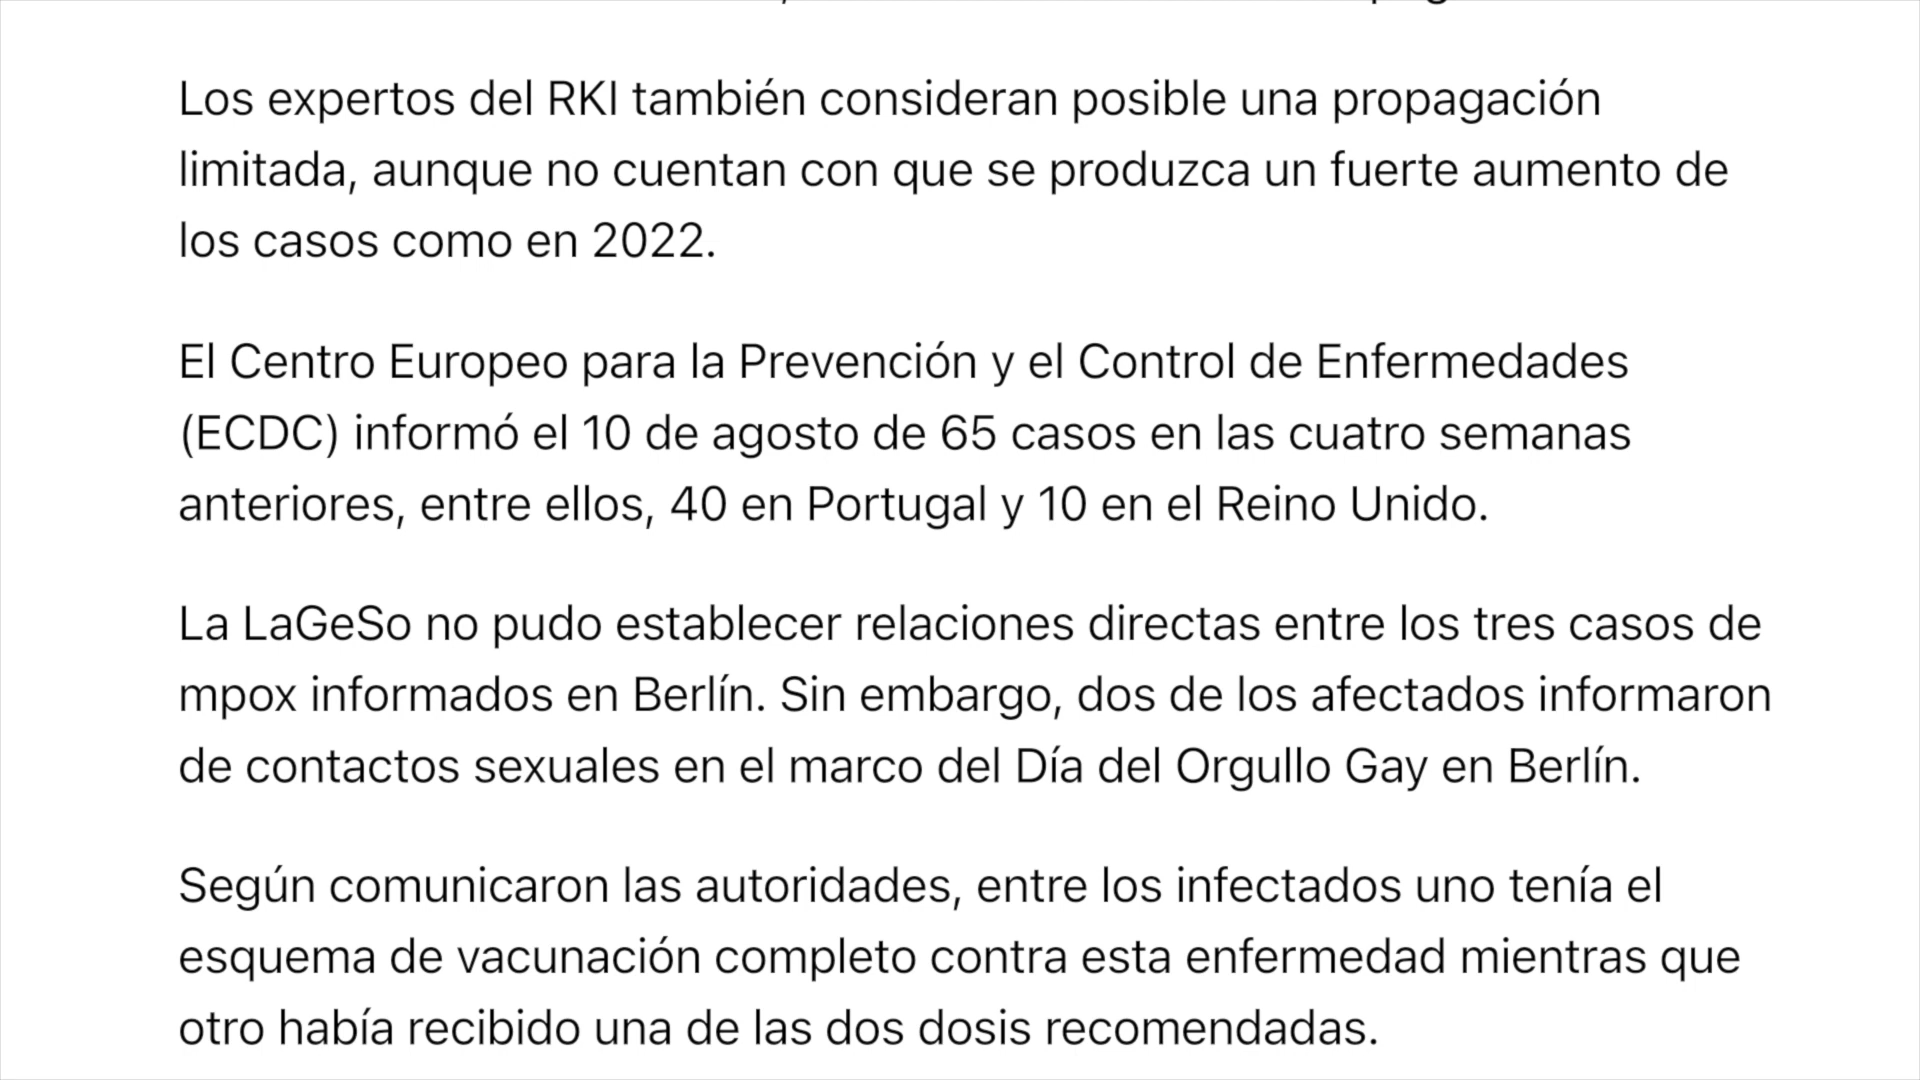 Los expertos del RKI también consideran posible una propagación
limitada, aunque no cuentan con que se produzca un fuerte aumento de
los casos como en 2022.
El Centro Europeo para la Prevención y el Control de Enfermedades
(ECDC) informó el 10 de agosto de 65 casos en las cuatro semanas
anteriores, entre ellos, 40 en Portugal y 10 en el Reino Unido.
La LaGeSo no pudo establecer relaciones directas entre los tres casos de
mpox informados en Berlín. Sin embargo, dos de los afectados informaron
de contactos sexuales en el marco del Día del Orgullo Gay en Berlín.
Según comunicaron las autoridades, entre los infectados uno tenía el
esquema de vacunación completo contra esta enfermedad mientras que
otro había recibido una de las dos dosis recomendadas.